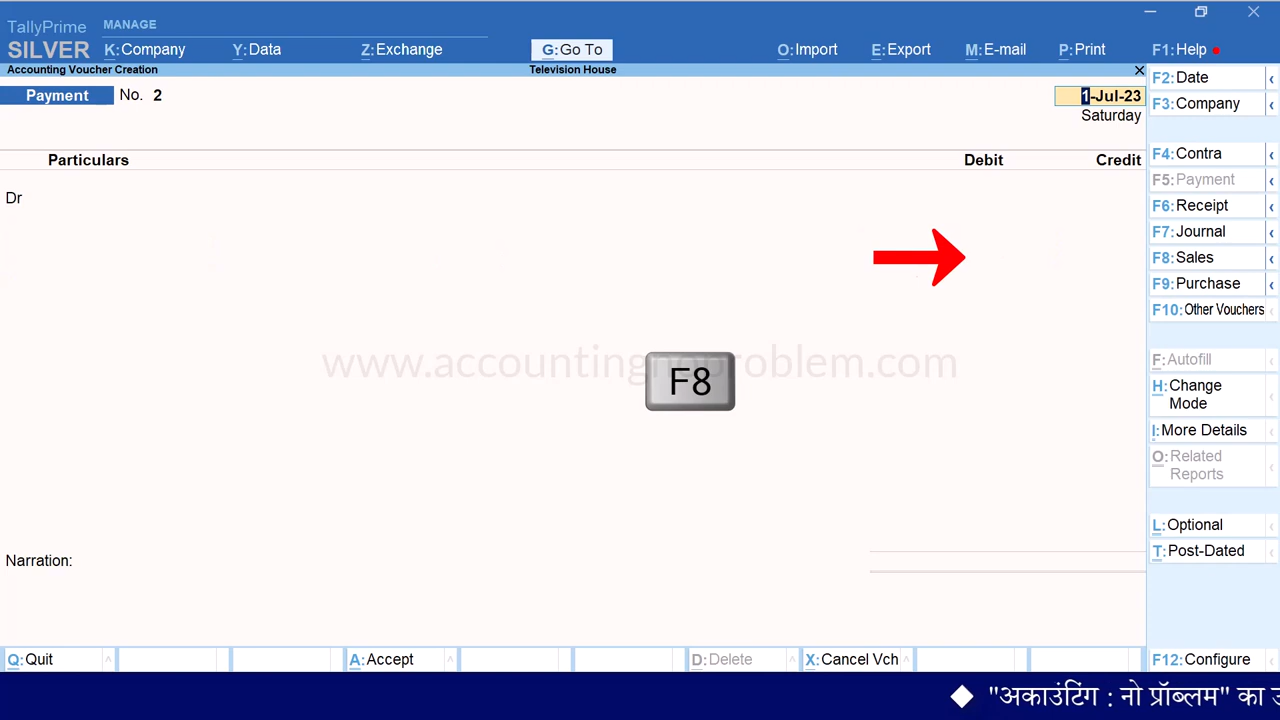 TallyPrime MANAGE
SILVER K:Company Y:Data Z:Exchange G:Go To O:Import E:Export M:E-mail P:Print F1:Help
Accounting Voucher Creation Television House
Payment No. 2 1-Jul-23
Saturday
Particulars Debit Credit
Dr
www.accountingnoproblem.com
F8
Narration:
Q:Quit A:Accept D:Delete X:Cancel Vch
F2:Date
F3:Company
F4:Contra
F5:Payment
F6:Receipt
F7:Journal
F8:Sales
F9:Purchase
F10:Other Vouchers
F:Autofill
H:Change
Mode
I:More Details
O:Related
Reports
L:Optional
T:Post-Dated
F12:Configure
"अकाउंटिंग : नो प्रॉब्लम" का